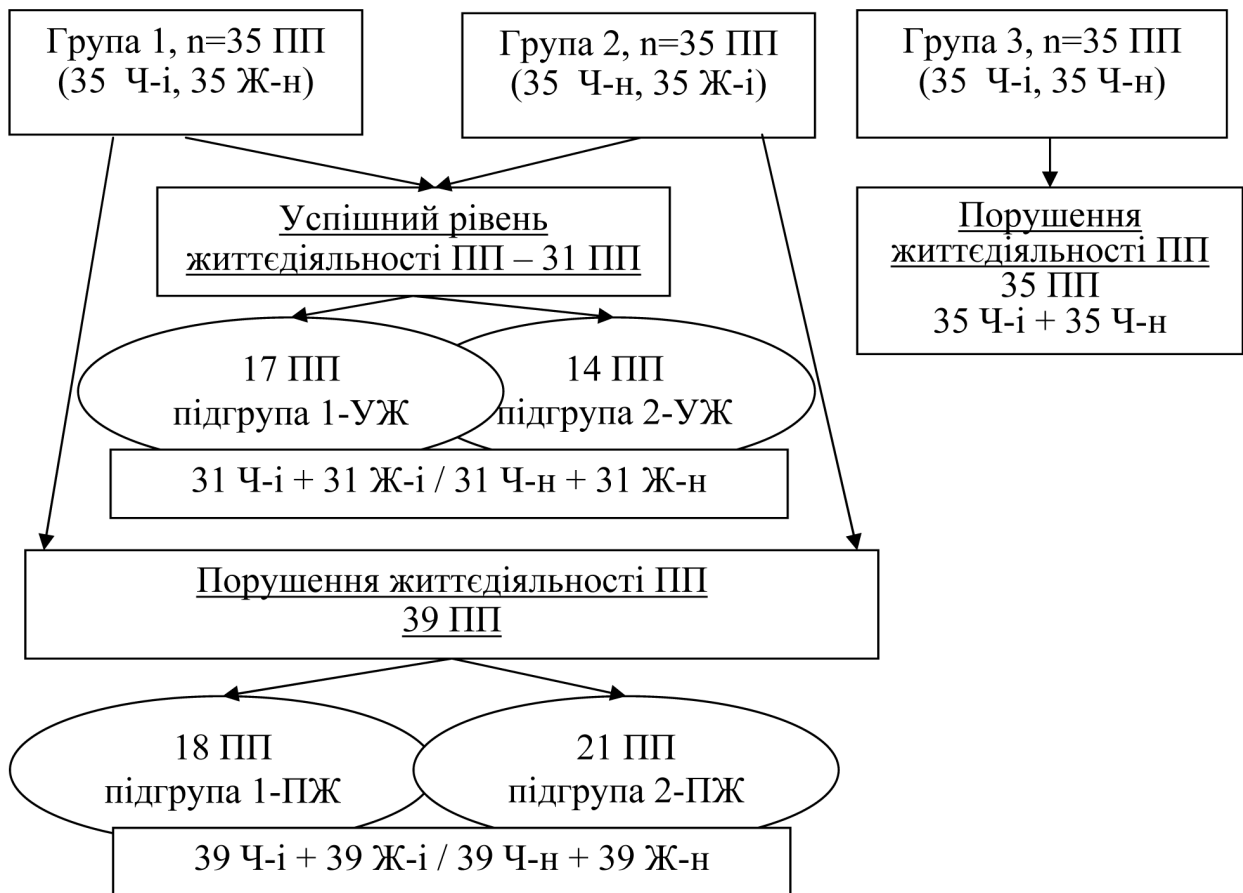 Група 1, n=35 ПП
(35 Ч-і, 35 Ж-н)
Група 2, n=35 ПП
(35 Ч-н, 35 Ж-і)
Група 3, n=35 ПП
(35 Ч-і, 35 Ч-н)
Успішний рівень
життєдіяльності ПП – 31 ПП
Порушення
життєдіяльності ПП
35 ПП
35 Ч-і + 35 Ч-н
17 ПП
підгрупа 1-УЖ
14 ПП
підгрупа 2-УЖ
31 Ч-і + 31 Ж-і / 31 Ч-н + 31 Ж-н
Порушення життєдіяльності ПП
39 ПП
18 ПП
підгрупа 1-ПЖ
21 ПП
підгрупа 2-ПЖ
39 Ч-і + 39 Ж-і / 39 Ч-н + 39 Ж-н